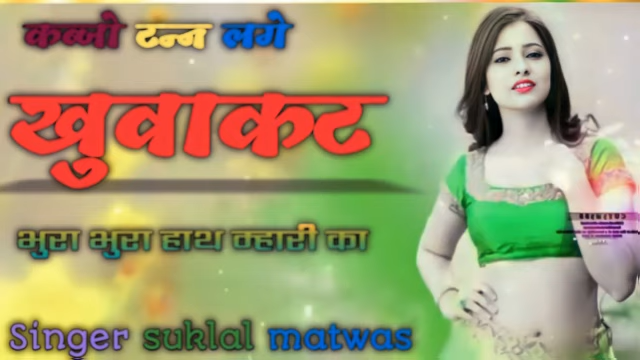 कब्जो टन्न लगे
खुवाकट
भुरा भुरा हाथ म्हारी का
Singer suklal matwas